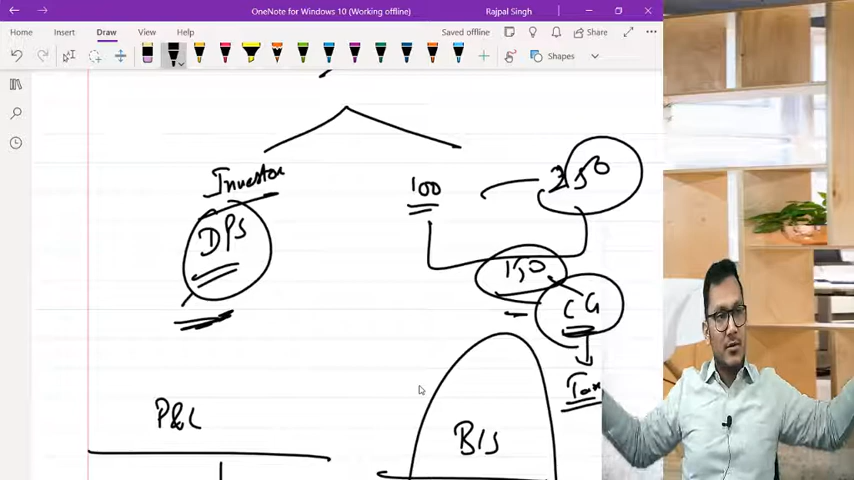 OneNote for Windows 10 (Working offline)
Rajpal Singh
Home Insert Draw View Help
Saved offline
Share
Shapes
Investor
DPS
100
250
150
CG
Tax
P&L
B/S